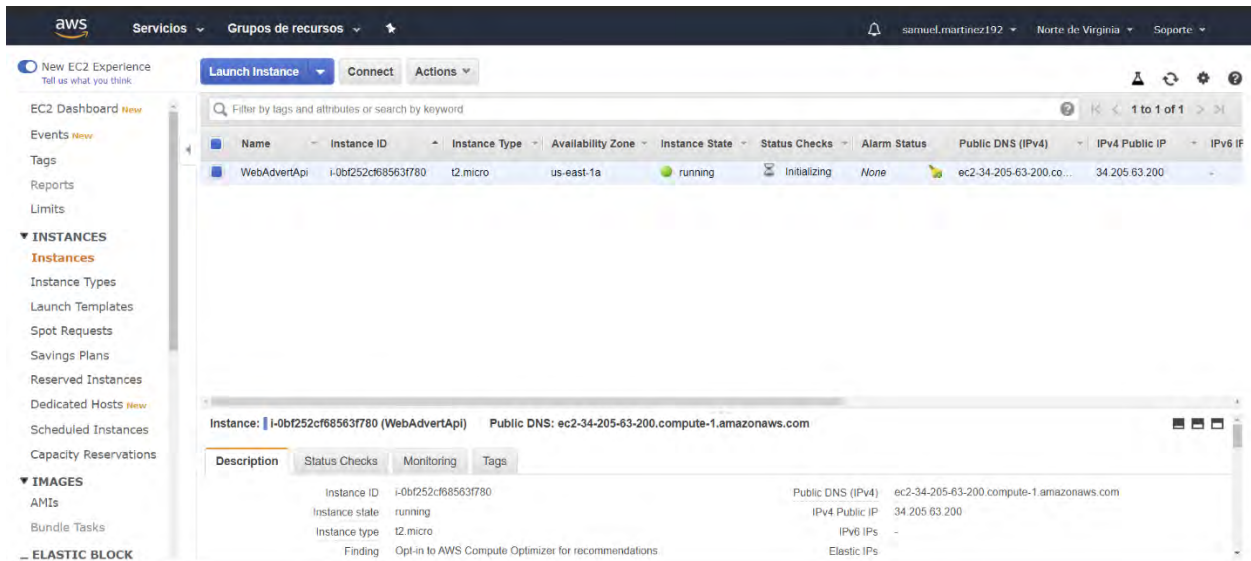 aws Servicios Grupos de recursos samuel.martinez192 Norte de Virginia Soporte
New EC2 Experience
Tell us what you think
Launch Instance Connect Actions
EC2 Dashboard New
Events New
Tags
Reports
Limits
INSTANCES
Instances
Instance Types
Launch Templates
Spot Requests
Savings Plans
Reserved Instances
Dedicated Hosts New
Scheduled Instances
Capacity Reservations
IMAGES
AMIs
Bundle Tasks
ELASTIC BLOCK
Filter by tags and attributes or search by keyword 1 to 1 of 1
Name Instance ID Instance Type Availability Zone Instance State Status Checks Alarm Status Public DNS (IPv4) IPv4 Public IP IPv6 IF
WebAdvertApi i-0bf252cf68563f780 t2.micro us-east-1a running Initializing None ec2-34-205-63-200.co... 34.205.63.200 -
Instance: i-0bf252cf68563f780 (WebAdvertApi) Public DNS: ec2-34-205-63-200.compute-1.amazonaws.com
Description Status Checks Monitoring Tags
Instance ID i-0bf252cf68563f780 Public DNS (IPv4) ec2-34-205-63-200.compute-1.amazonaws.com
Instance state running IPv4 Public IP 34.205.63.200
Instance type t2.micro IPv6 IPs -
Finding Opt-in to AWS Compute Optimizer for recommendations Elastic IPs